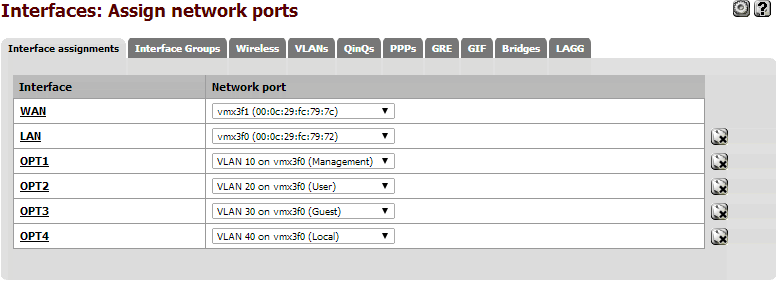 Interfaces: Assign network ports
Interface assignments Interface Groups Wireless VLANs QinQs PPPs GRE GIF Bridges LAGG
Interface Network port
WAN vmx3f1 (00:0c:29:fc:79:7c)
LAN vmx3f0 (00:0c:29:fc:79:72)
OPT1 VLAN 10 on vmx3f0 (Management)
OPT2 VLAN 20 on vmx3f0 (User)
OPT3 VLAN 30 on vmx3f0 (Guest)
OPT4 VLAN 40 on vmx3f0 (Local)